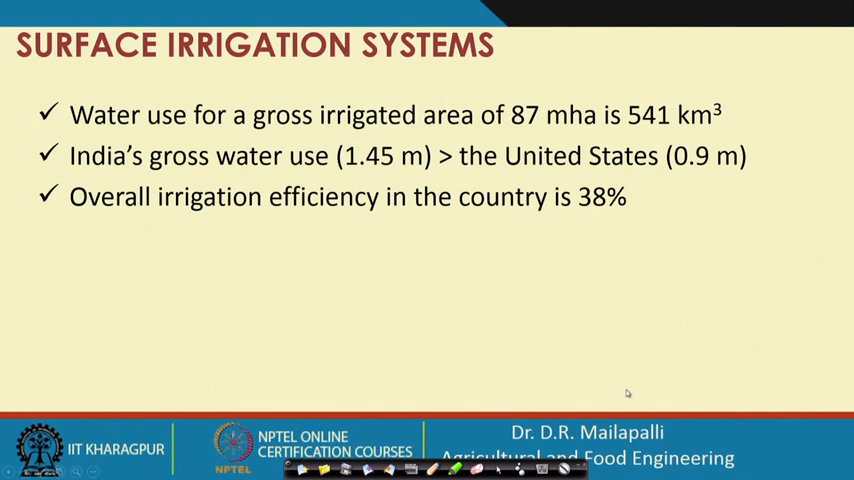 SURFACE IRRIGATION SYSTEMS
✓ Water use for a gross irrigated area of 87 mha is 541 km³
✓ India's gross water use (1.45 m) > the United States (0.9 m)
✓ Overall irrigation efficiency in the country is 38%
IIT KHARAGPUR
NPTEL
NPTEL ONLINE
CERTIFICATION COURSES
Dr. D.R. Mailapalli
Agricultural and Food Engineering